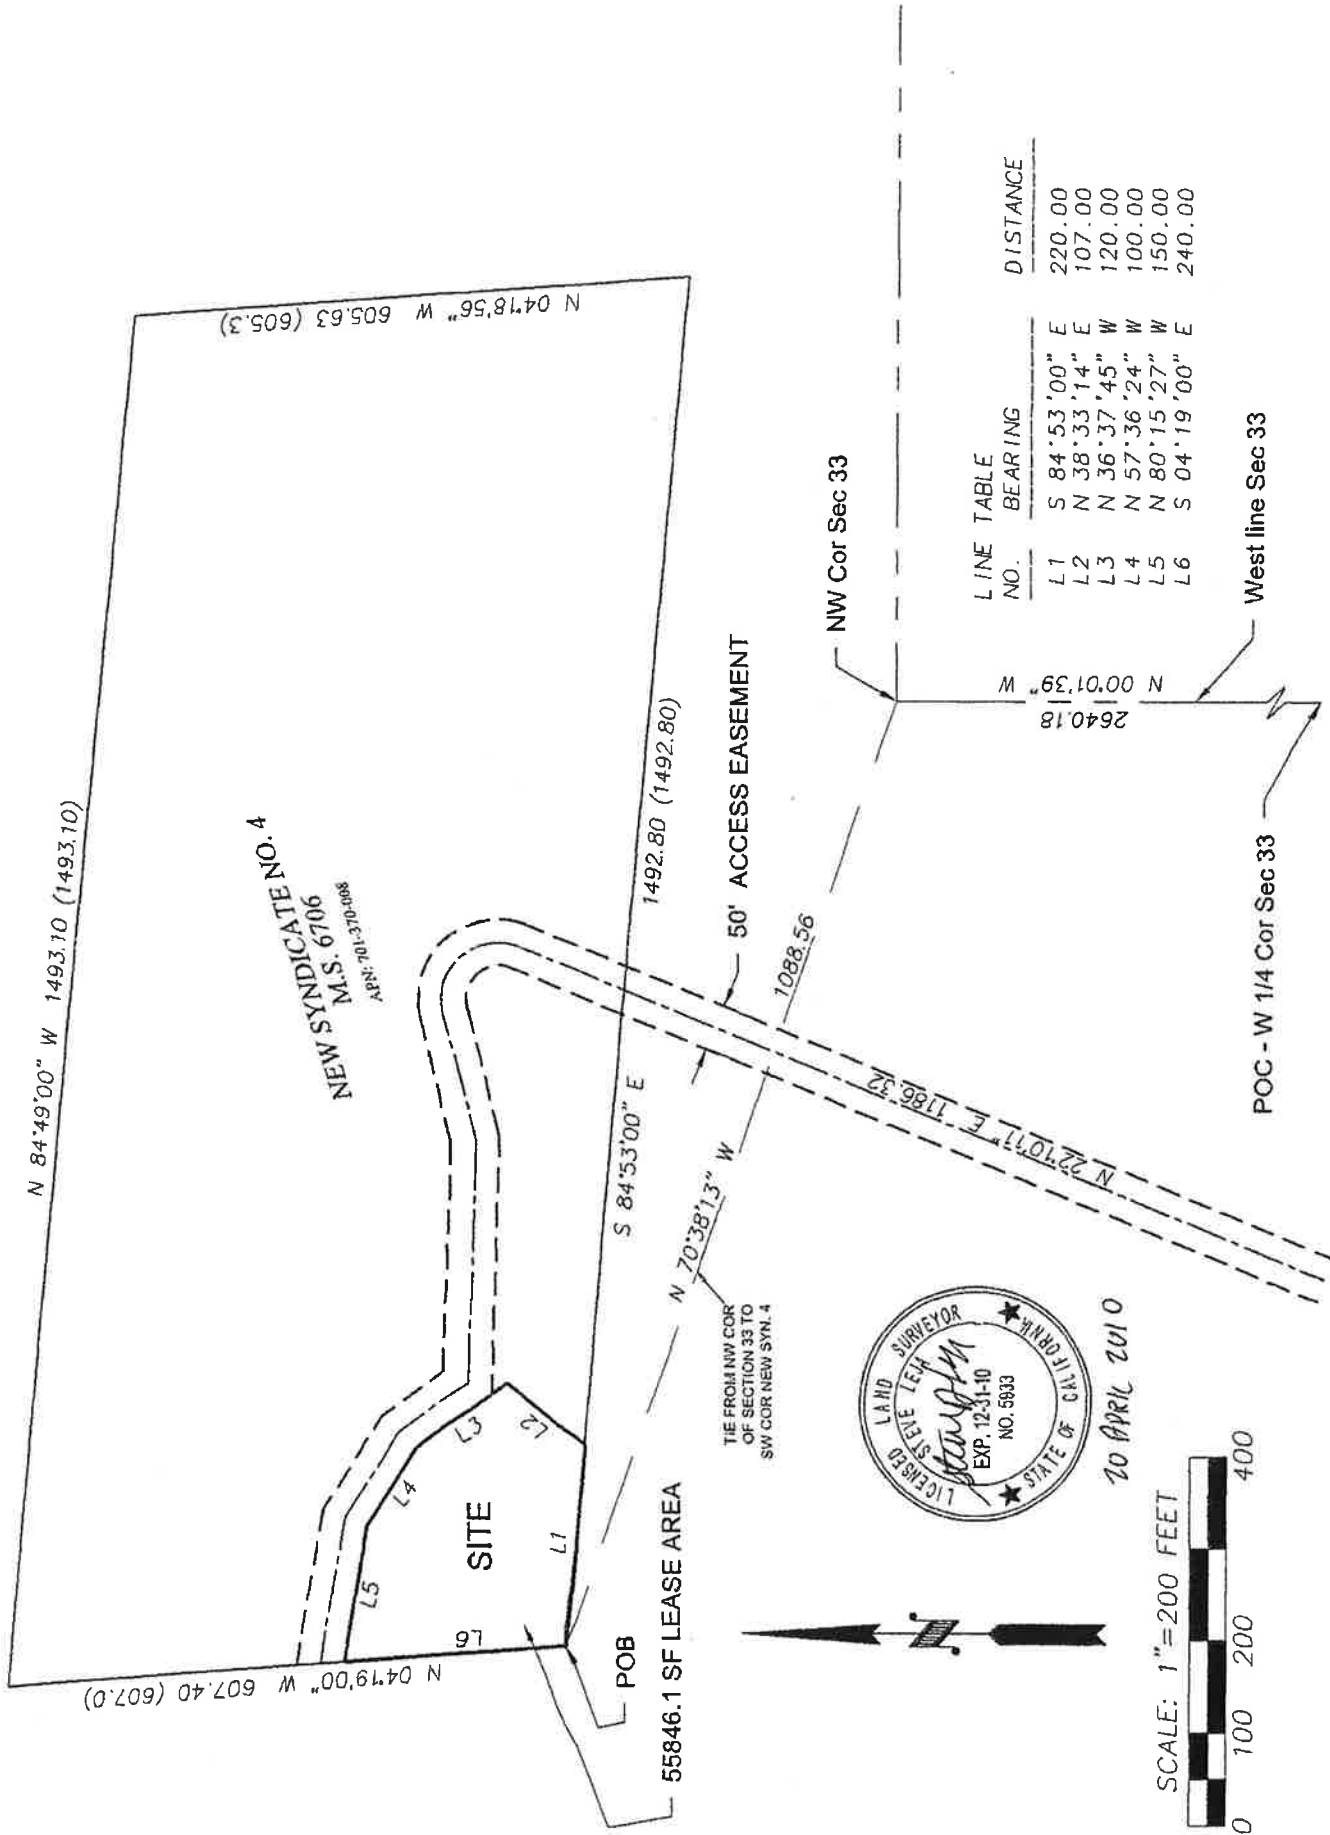 N 84°49'00" W 1493.10 (1493.10)
NEW SYNDICATE NO. 4
M.S. 6706
APN: 701-370-008
N 04°18'56" W 605.63 (605.3)
N 04°19'00" W 607.40 (607.0)
L5
L4
L3
L2
L1
L6
SITE
S 84°53'00" E
1492.80 (1492.80)
POB
55846.1 SF LEASE AREA
50' ACCESS EASEMENT
N 70°38'13" W
1088.56
TIE FROM NW COR
OF SECTION 33 TO
SW COR NEW SYN. 4
N 22°10'11" E 1186.32
NW Cor Sec 33
N 00°01'39" W
2640.18
West line Sec 33
POC - W 1/4 Cor Sec 33
LINE TABLE
NO. BEARING DISTANCE
L1 S 84°53'00" E 220.00
L2 N 38°33'14" E 107.00
L3 N 36°37'45" W 120.00
L4 N 57°36'24" W 100.00
L5 N 80°15'27" W 150.00
L6 S 04°19'00" E 240.00
LICENSED LAND SURVEYOR
STEVE LEJA
EXP. 12-31-10
NO. 5933
STATE OF CALIFORNIA
20 APRIL 2010
SCALE: 1"=200 FEET
0 100 200 400